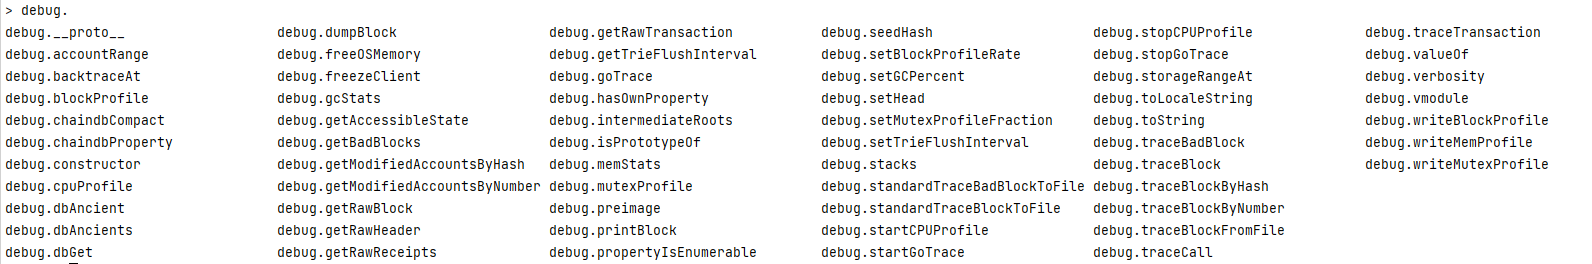 > debug.
debug.__proto__ debug.dumpBlock debug.getRawTransaction debug.seedHash debug.stopCPUProfile debug.traceTransaction
debug.accountRange debug.freeOSMemory debug.getTrieFlushInterval debug.setBlockProfileRate debug.stopGoTrace debug.valueOf
debug.backtraceAt debug.freezeClient debug.goTrace debug.setGCPercent debug.storageRangeAt debug.verbosity
debug.blockProfile debug.gcStats debug.hasOwnProperty debug.setHead debug.toLocaleString debug.vmodule
debug.chaindbCompact debug.getAccessibleState debug.intermediateRoots debug.setMutexProfileFraction debug.toString debug.writeBlockProfile
debug.chaindbProperty debug.getBadBlocks debug.isPrototypeOf debug.setTrieFlushInterval debug.traceBadBlock debug.writeMemProfile
debug.constructor debug.getModifiedAccountsByHash debug.memStats debug.stacks debug.traceBlock debug.writeMutexProfile
debug.cpuProfile debug.getModifiedAccountsByNumber debug.mutexProfile debug.standardTraceBadBlockToFile debug.traceBlockByHash
debug.dbAncient debug.getRawBlock debug.preimage debug.standardTraceBlockToFile debug.traceBlockByNumber
debug.dbAncients debug.getRawHeader debug.printBlock debug.startCPUProfile debug.traceBlockFromFile
debug.dbGet debug.getRawReceipts debug.propertyIsEnumerable debug.startGoTrace debug.traceCall